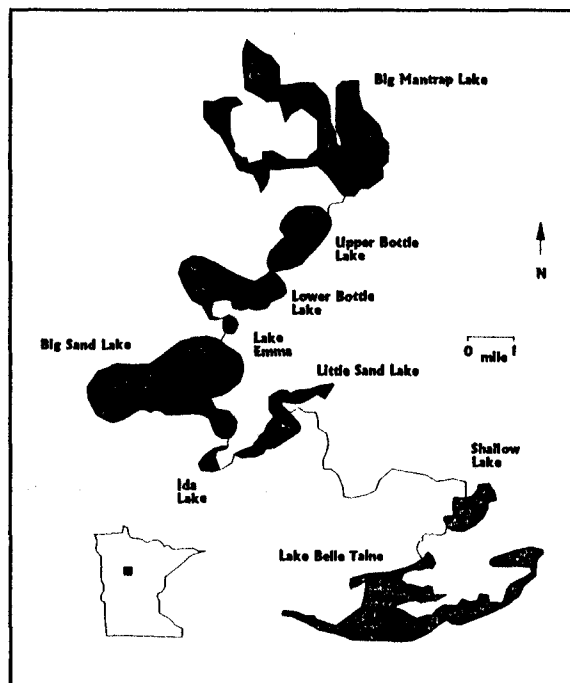 Big Mantrap Lake
Upper Bottle
Lake
N
Lower Bottle
Lake
Lake
Emma
Big Sand Lake
0 mile 1
Little Sand Lake
Shallow
Lake
Ida
Lake
Lake Belle Taine